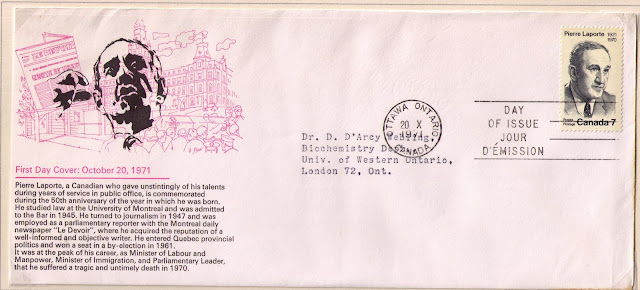 First Day Cover: October 20, 1971
Pierre Laporte, a Canadian who gave unstintingly of his talents
during years of service in public office, is commemorated
during the 50th anniversary of the year in which he was born.
He studied law at the University of Montreal and was admitted
to the Bar in 1945. He turned to journalism in 1947 and was
employed as a parliamentary reporter with the Montreal daily
newspaper "Le Devoir", where he acquired the reputation of a
well-informed and objective writer. He entered Quebec provincial
politics and won a seat in a by-election in 1961.
It was at the peak of his career, as Minister of Labour and
Manpower, Minister of Immigration, and Parliamentary Leader,
that he suffered a tragic and untimely death in 1970.
Dr. D. D'Arcy
Biochemistry
Univ. of Western Ontario,
London 72, Ont.
OTTAWA ONTARIO
20 X
1971
CANADA
DAY
OF ISSUE
JOUR
D'ÉMISSION
Pierre Laporte 1921
1970
Postes
Postage
Canada 7